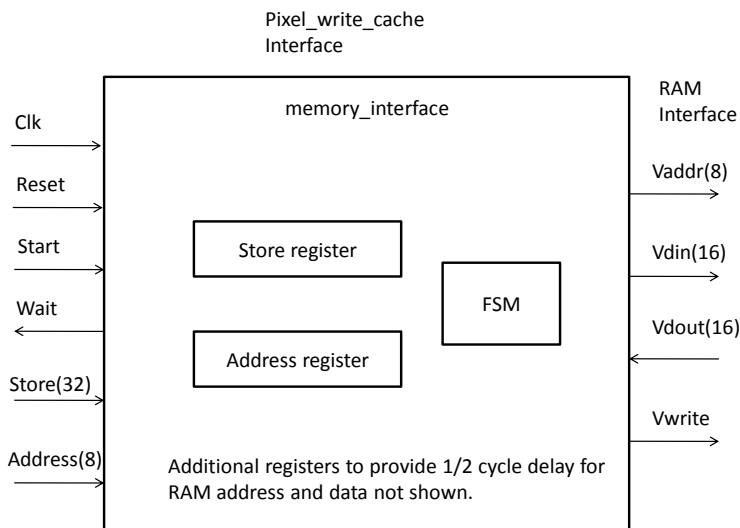 Pixel_write_cache
Interface
memory_interface
RAM
Interface
Clk
Reset
Start
Wait
Store(32)
Address(8)
Store register
Address register
FSM
Vaddr(8)
Vdin(16)
Vdout(16)
Vwrite
Additional registers to provide 1/2 cycle delay for
RAM address and data not shown.